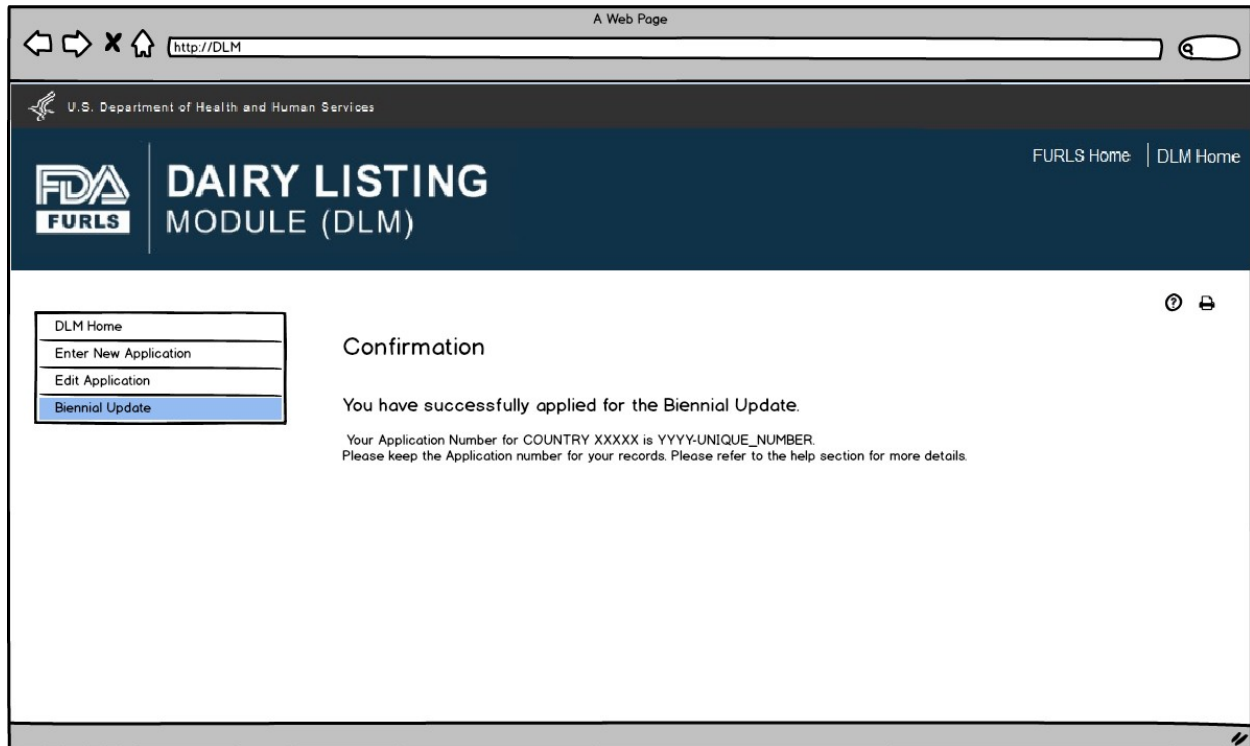 A Web Page
http://DLM
U.S. Department of Health and Human Services
FURLS Home | DLM Home
FDA
FURLS
DAIRY LISTING
MODULE (DLM)
DLM Home
Enter New Application
Edit Application
Biennial Update
Confirmation
You have successfully applied for the Biennial Update.
Your Application Number for COUNTRY XXXXX is YYYY-UNIQUE_NUMBER.
Please keep the Application number for your records. Please refer to the help section for more details.